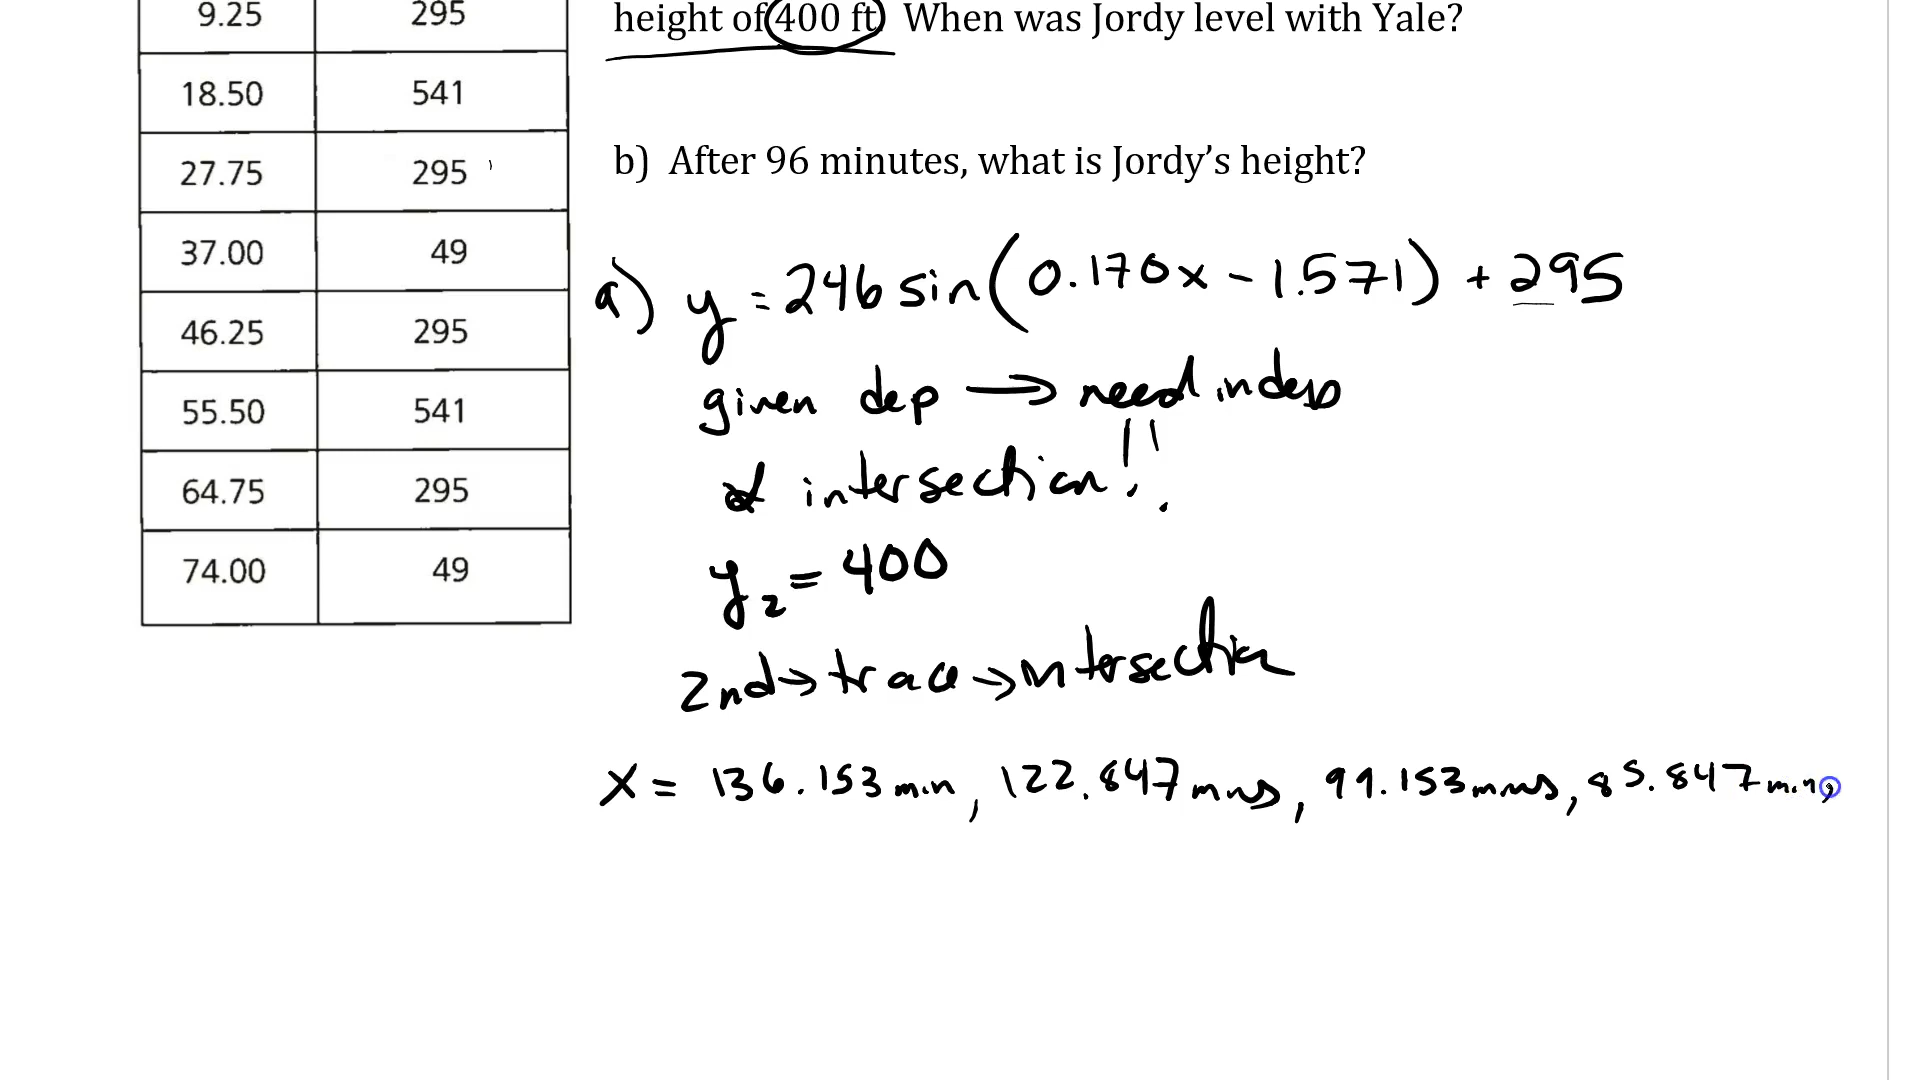 9.25 295
18.50 541
27.75 295
37.00 49
46.25 295
55.50 541
64.75 295
74.00 49
height of 400 ft When was Jordy level with Yale?
b) After 96 minutes, what is Jordy’s height?
a) y = 246 sin(0.170x - 1.571) + 295
given dep → need indep
intersection!!
y2 = 400
2nd → trace → intersection
x = 136.153 min, 122.847 mins, 99.153 mins, 85.847 min,